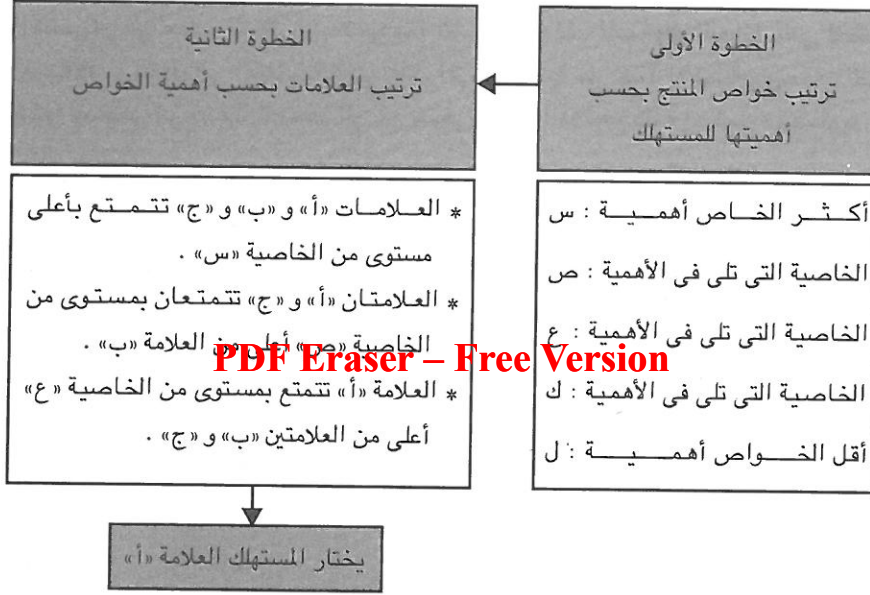 الخطوة الأولى
ترتيب خواص المنتج بحسب
أهميتها للمستهلك
أكثر الخاص أهمية : س
الخاصية التى تلى فى الأهمية : ص
الخاصية التى تلى فى الأهمية : ع
الخاصية التى تلى فى الأهمية : ك
أقل الخواص أهمية : ل
الخطوة الثانية
ترتيب العلامات بحسب أهمية الخواص
* العلامات «أ» و «ب» و «ج» تتمتع بأعلى
مستوى من الخاصية «س» .
* العلامتان «أ» و «ج» تتمتعان بمستوى من
الخاصية «ص» أعلى من العلامة «ب» .
* العلامة «أ» تتمتع بمستوى من الخاصية «ع»
أعلى من العلامتين «ب» و «ج» .
يختار المستهلك العلامة «أ»
PDF Eraser – Free Version